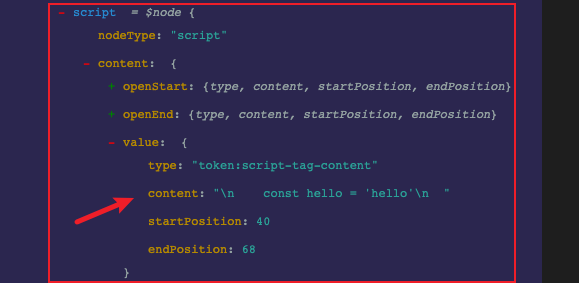 - script = $node {
nodeType: "script"
- content: {
+ openStart: {type, content, startPosition, endPosition}
+ openEnd: {type, content, startPosition, endPosition}
- value: {
type: "token:script-tag-content"
content: "\n    const hello = 'hello'\n  "
startPosition: 40
endPosition: 68
}